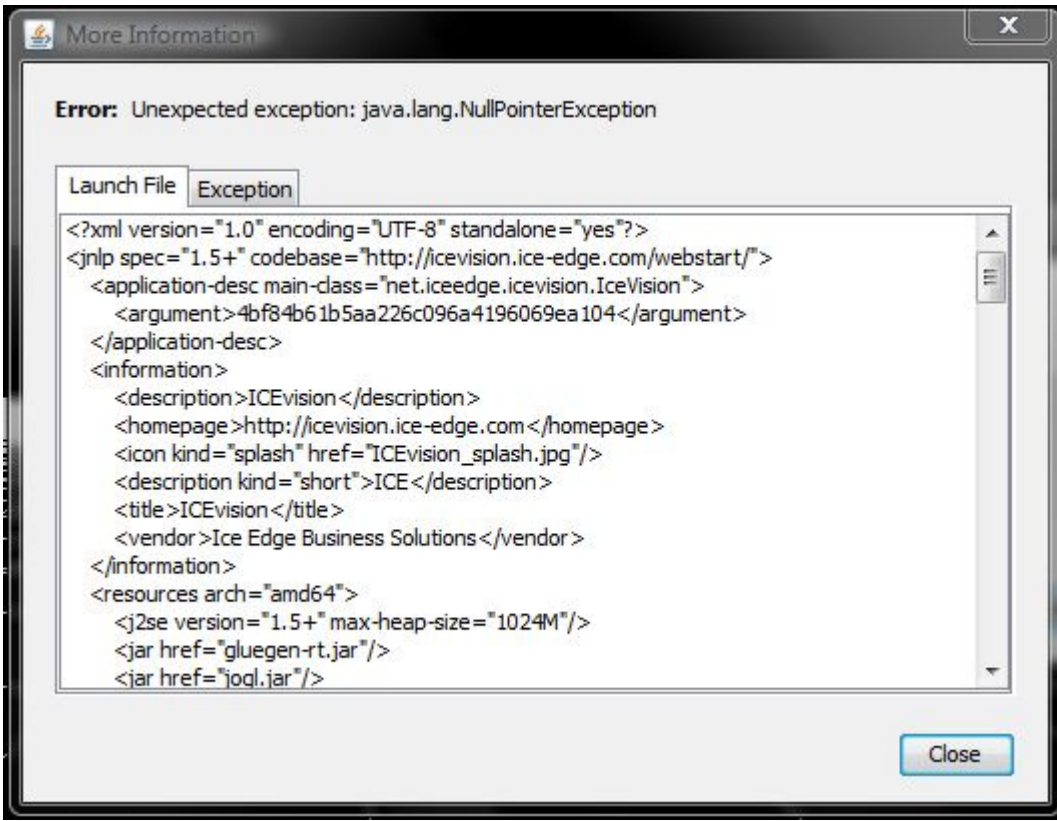 More Information
Error: Unexpected exception: java.lang.NullPointerException
Launch File Exception
<?xml version="1.0" encoding="UTF-8" standalone="yes"?>
<jnlp spec="1.5+" codebase="http://icevision.ice-edge.com/webstart/">
<application-desc main-class="net.iceedge.icevision.IceVision">
<argument>4bf84b61b5aa226c096a4196069ea104</argument>
</application-desc>
<information>
<description>ICEvision</description>
<homepage>http://icevision.ice-edge.com</homepage>
<icon kind="splash" href="ICEvision_splash.jpg"/>
<description kind="short">ICE</description>
<title>ICEvision</title>
<vendor>Ice Edge Business Solutions</vendor>
</information>
<resources arch="amd64">
<j2se version="1.5+" max-heap-size="1024M"/>
<jar href="gluegen-rt.jar"/>
<jar href="jogl.jar"/>
Close